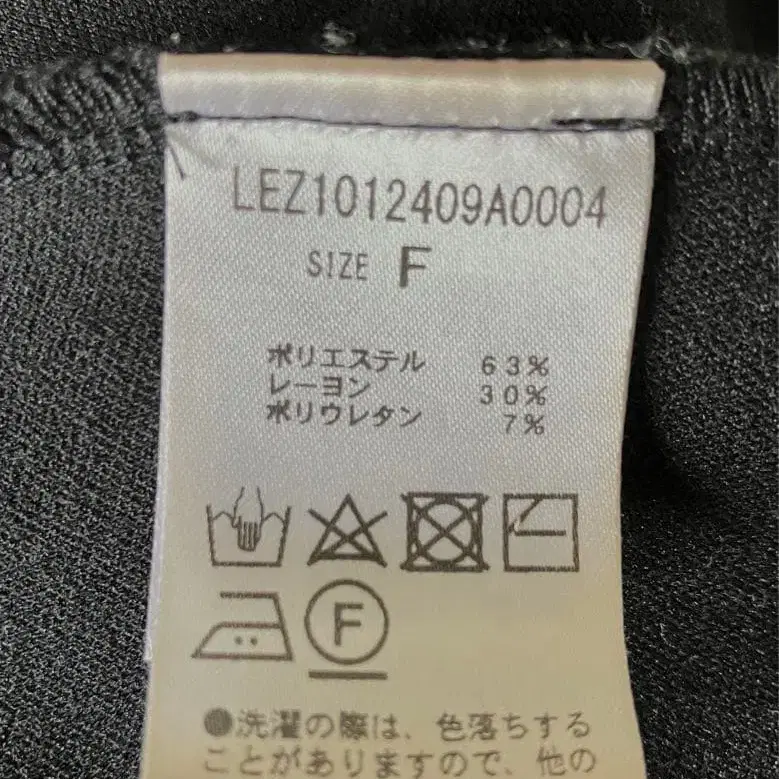 LEZ1012409A0004
SIZE F
ポリエステル 63%
レーヨン 30%
ポリウレタン 7%
F
●洗濯の際は、色落ちする
ことがありますので、他の